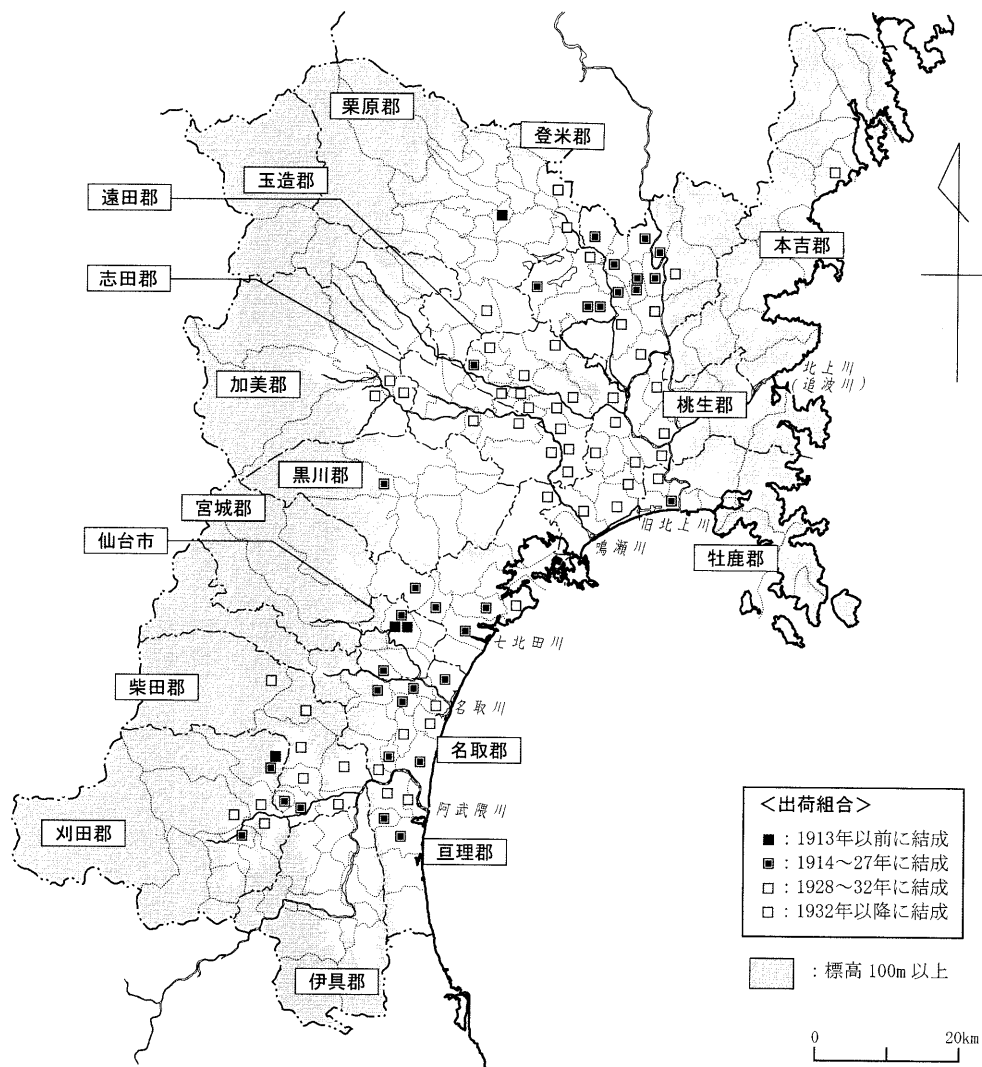 栗原郡
登米郡
玉造郡
遠田郡
志田郡
本吉郡
加美郡
北上川
(追波川)
桃生郡
黒川郡
宮城郡
仙台市
旧北上川
鳴瀬川
牡鹿郡
七北田川
柴田郡
名取川
名取郡
阿武隈川
刈田郡
亘理郡
伊具郡
<出荷組合>
■：1913年以前に結成
▣：1914～27年に結成
□：1928～32年に結成
□：1932年以降に結成
：標高100m以上
0 20km